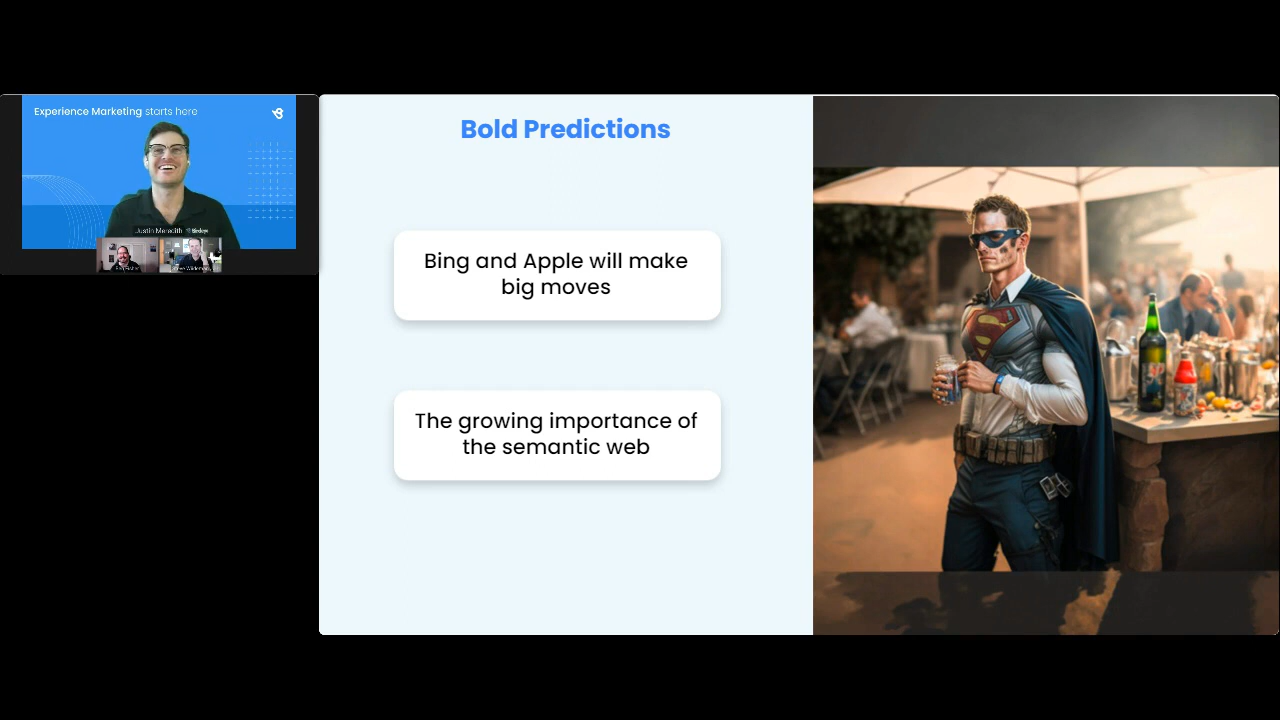 Experience Marketing starts here
Justin Meredith
Bold Predictions
Bing and Apple will make
big moves
The growing importance of
the semantic web